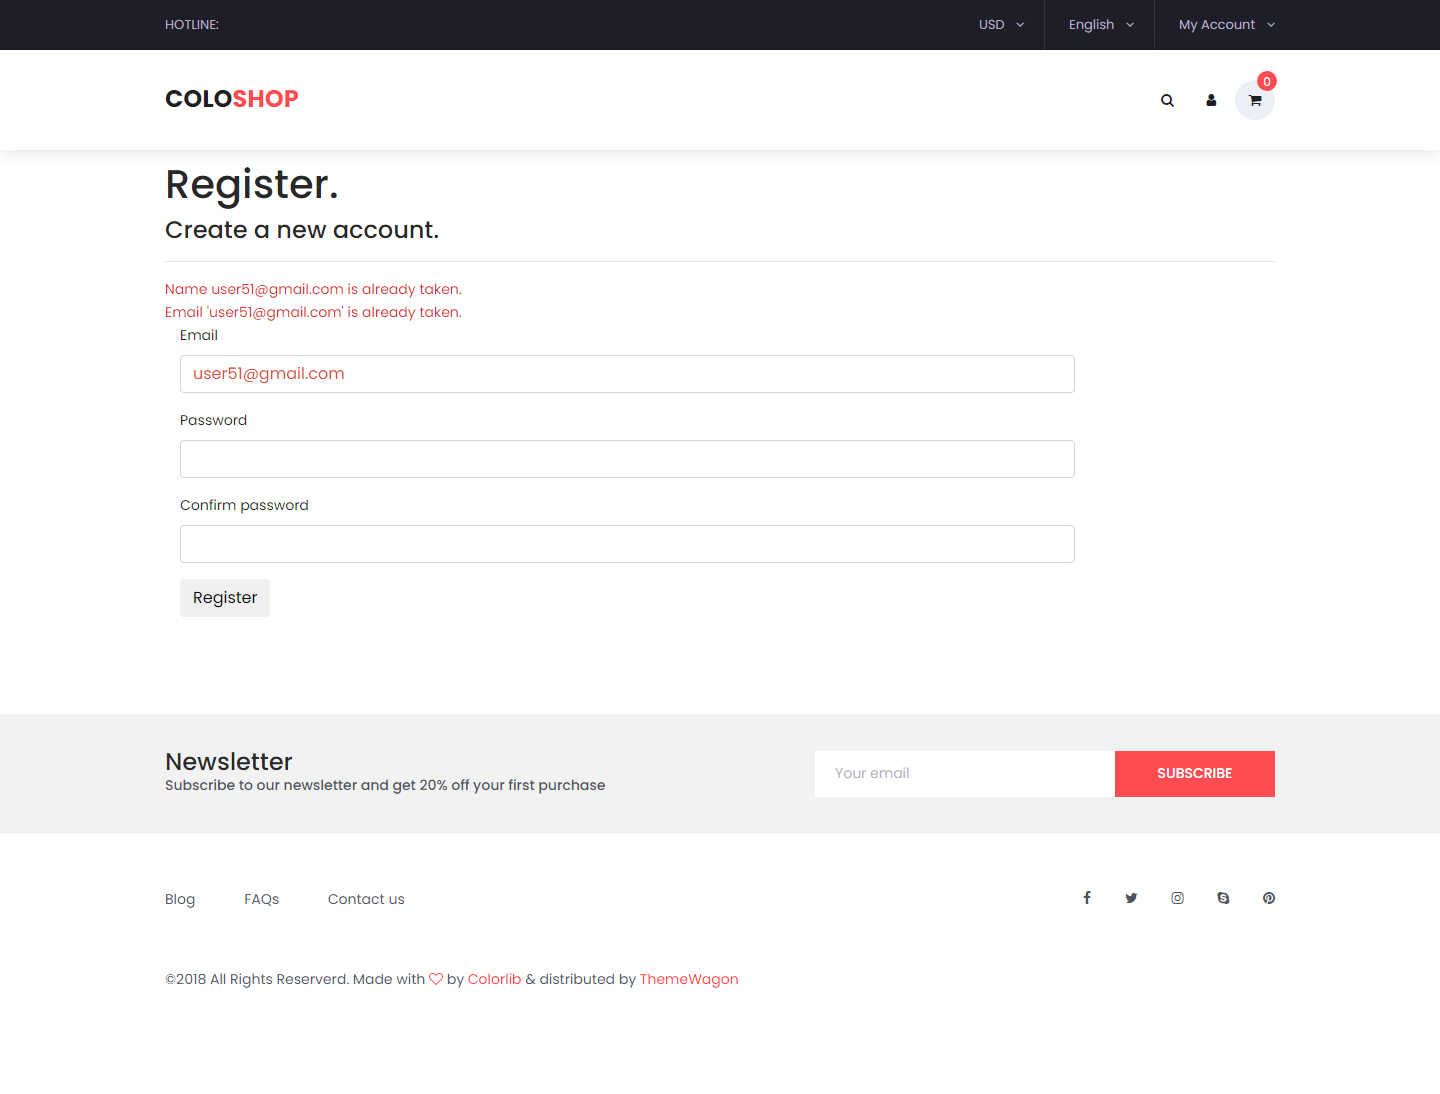 HOTLINE:
USD
English
My Account
COLOSHOP
0
Register.
Create a new account.
Name user51@gmail.com is already taken.
Email 'user51@gmail.com' is already taken.
Email
user51@gmail.com
Password
Confirm password
Register
Newsletter
Subscribe to our newsletter and get 20% off your first purchase
Your email
SUBSCRIBE
Blog
FAQs
Contact us
©2018 All Rights Reserverd. Made with by Colorlib & distributed by ThemeWagon